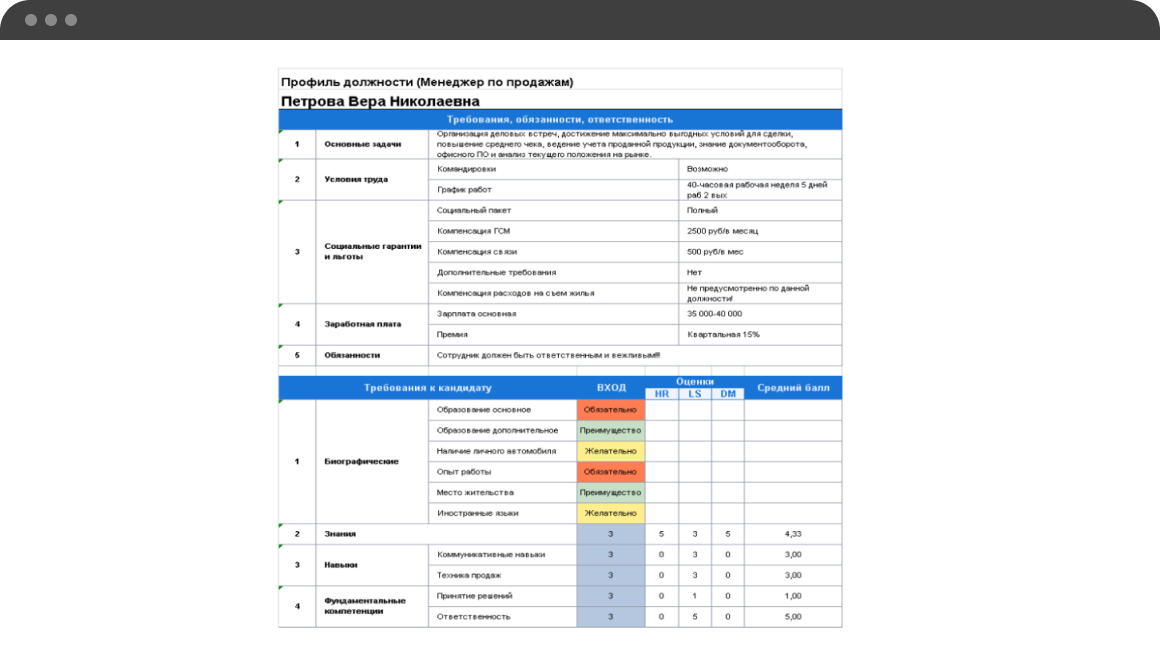 Профиль должности (Менеджер по продажам)
Петрова Вера Николаевна
Требования, обязанности, ответственность
1 Основные задачи Организация деловых встреч, достижение максимально выгодных условий для сделки,
повышение среднего чека, ведение учета проданной продукции, знание документооборота,
офисного ПО и анализ текущего положения на рынке.
2 Условия труда Командировки Возможно
График работ 40-часовая рабочая неделя 5 дней
раб 2 вых
3 Социальные гарантии
и льготы
Социальный пакет Полный
Компенсация ГСМ 2500 руб/в месяц
Компенсация связи 500 руб/в мес
Дополнительные требования Нет
Компенсация расходов на съем жилья Не предусмотренно по данной
должности!
4 Заработная плата Зарплата основная 35 000-40 000
Премия Квартальная 15%
5 Обязанности Сотрудник должен быть ответственным и вежливым!!!
Требования к кандидату ВХОД Оценки Средний балл
HR LS DM
1 Биографические
Образование основное Обязательно
Образование дополнительное Преимущество
Наличие личного автомобиля Желательно
Опыт работы Обязательно
Место жительства Преимущество
Иностранные языки Желательно
2 Знания 3 5 3 5 4,33
3 Навыки Коммуникативные навыки 3 0 3 0 3,00
Техника продаж 3 0 3 0 3,00
4 Фундаментальные
компетенции
Принятие решений 3 0 1 0 1,00
Ответственность 3 0 5 0 5,00